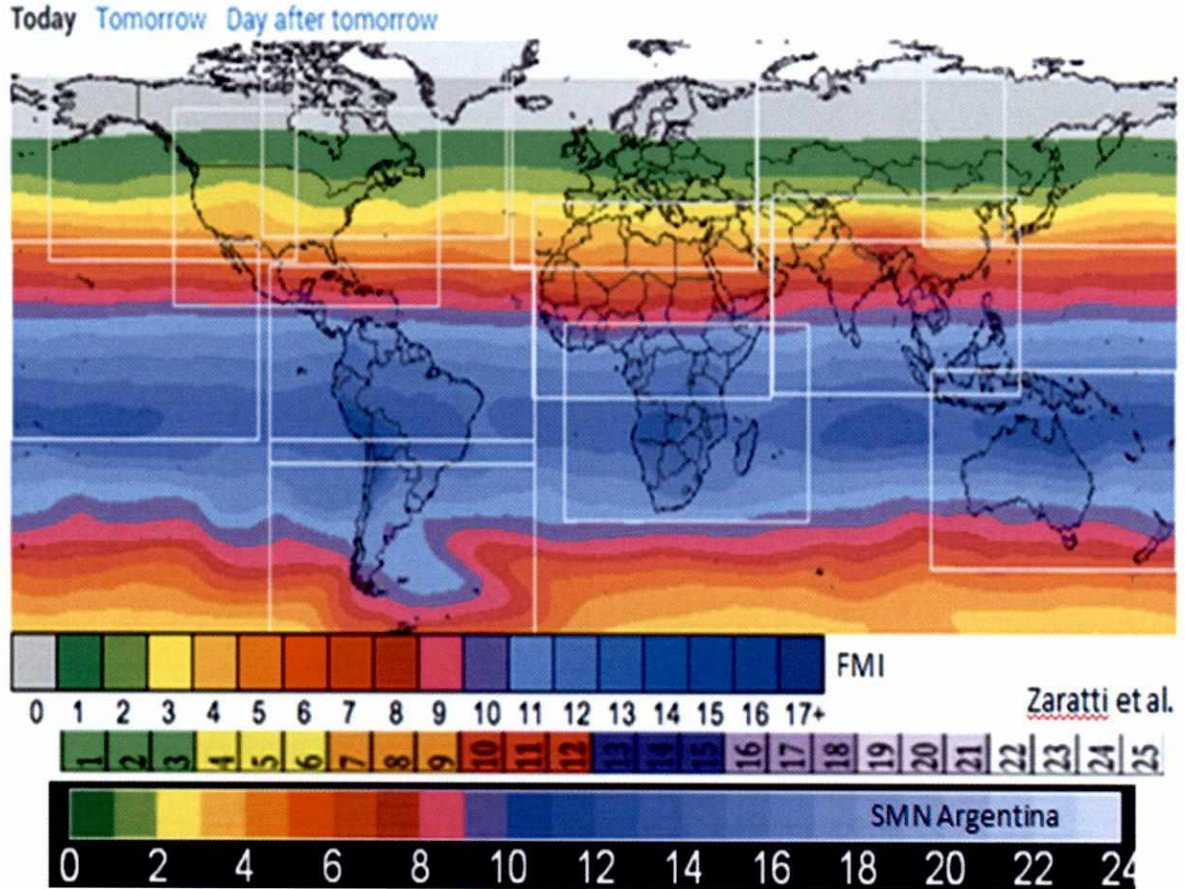 Today Tomorrow Day after tomorrow
FMI
0 1 2 3 4 5 6 7 8 9 10 11 12 13 14 15 16 17+
Zaratti et al.
1 2 3 4 5 6 7 8 9 10 11 12 13 14 15 16 17 18 19 20 21 22 23 24 25
SMN Argentina
0 2 4 6 8 10 12 14 16 18 20 22 24